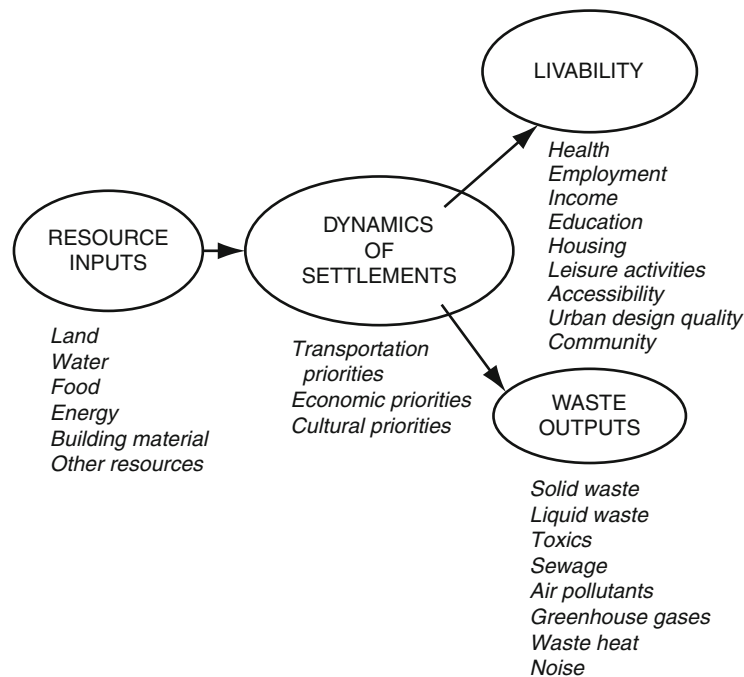 RESOURCE
INPUTS
Land
Water
Food
Energy
Building material
Other resources
DYNAMICS
OF
SETTLEMENTS
Transportation
priorities
Economic priorities
Cultural priorities
LIVABILITY
Health
Employment
Income
Education
Housing
Leisure activities
Accessibility
Urban design quality
Community
WASTE
OUTPUTS
Solid waste
Liquid waste
Toxics
Sewage
Air pollutants
Greenhouse gases
Waste heat
Noise